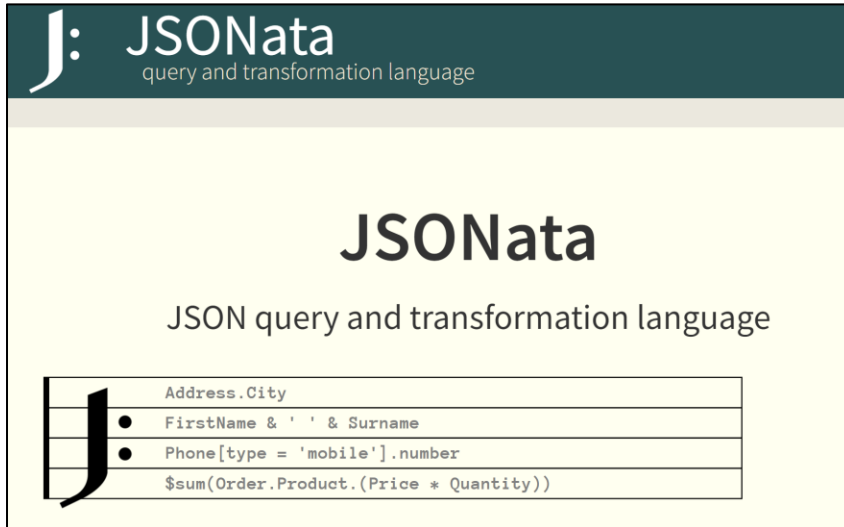 J: JSONata
query and transformation language
JSONata
JSON query and transformation language
J:
Address.City
FirstName & ' ' & Surname
Phone[type = 'mobile'].number
$sum(Order.Product.(Price * Quantity))